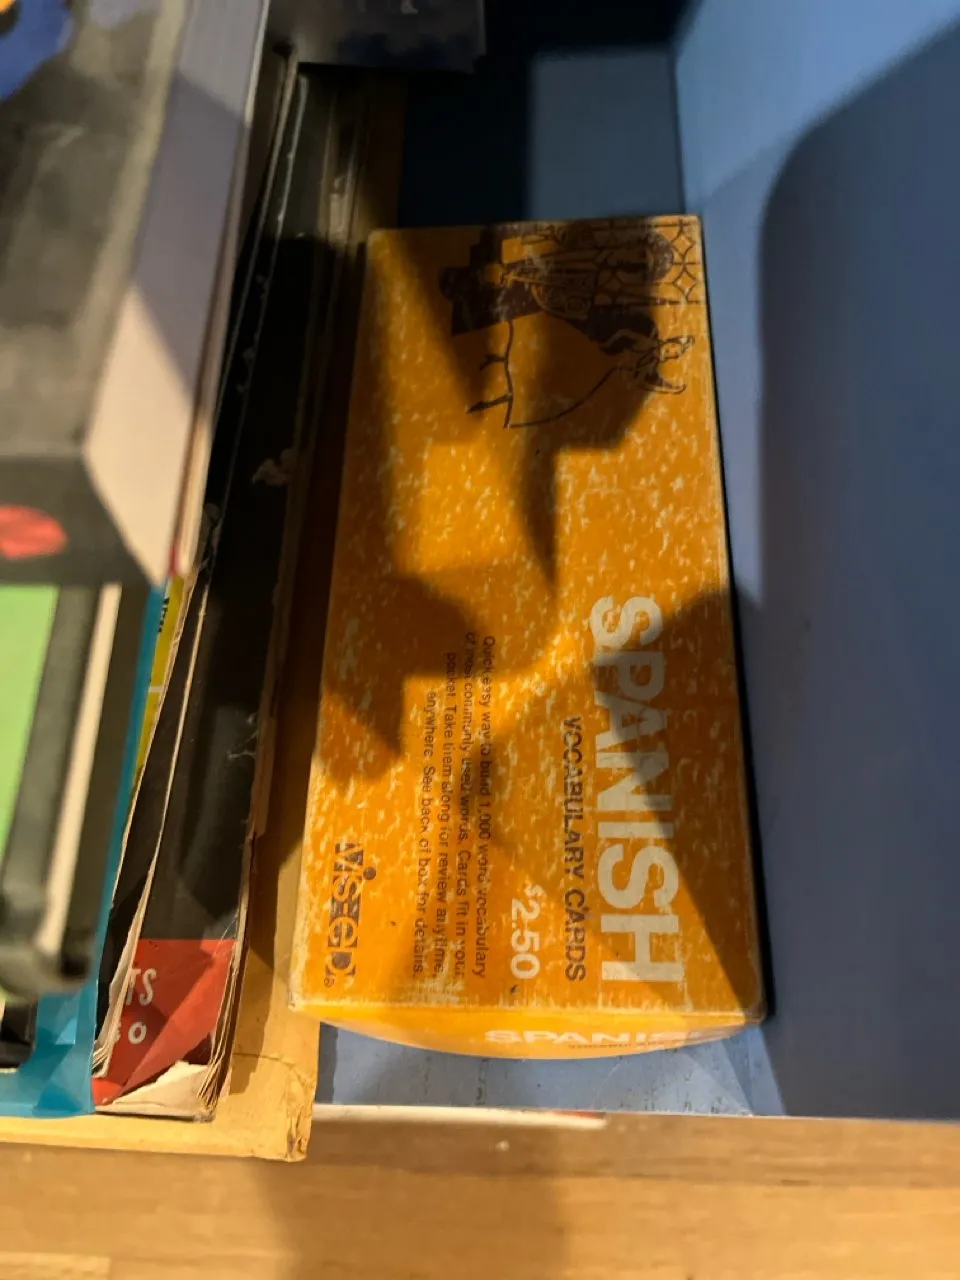 SPANISH
VOCABULARY CARDS
$2.50
Quick easy way to build 1,000 word vocabulary
of most commonly used words. Cards fit in your
pocket. Take them along for review anytime,
anywhere. See back of box for details.
vis-ed®
SPANISH
TS